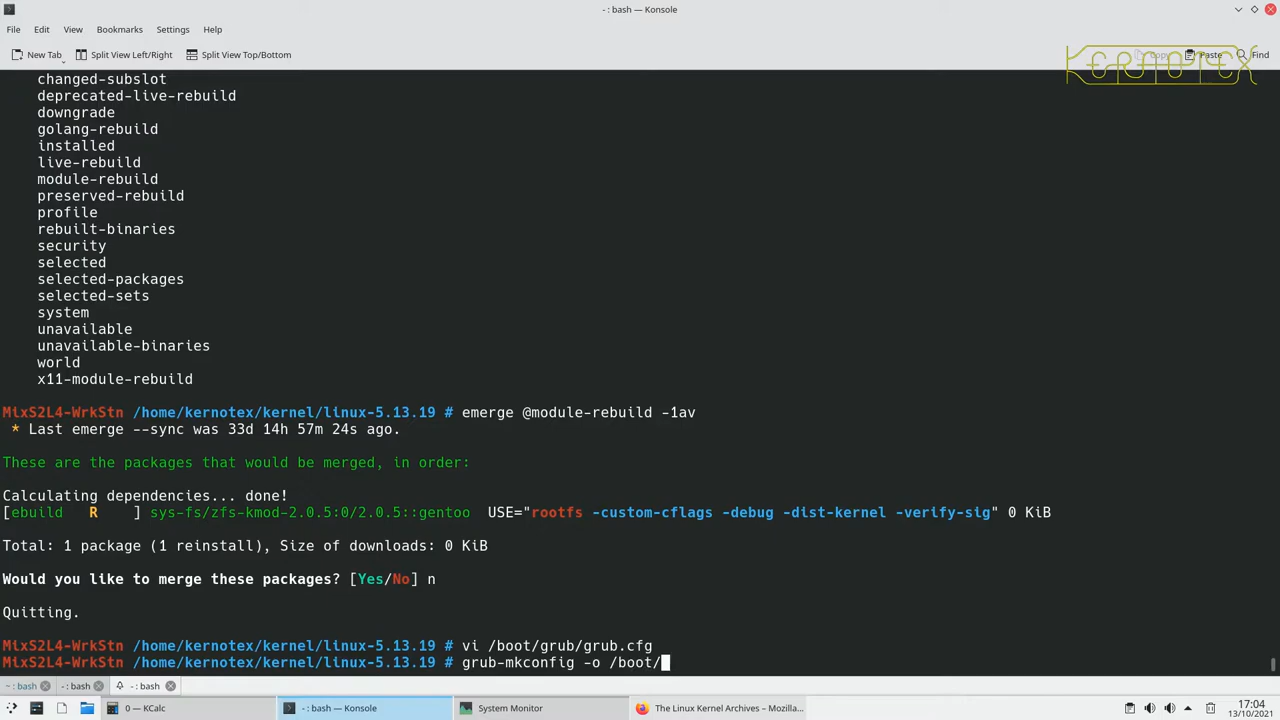 - : bash — Konsole
File Edit View Bookmarks Settings Help
New Tab Split View Left/Right Split View Top/Bottom Copy Paste Find
KERNOTEX
changed-subslot
deprecated-live-rebuild
downgrade
golang-rebuild
installed
live-rebuild
module-rebuild
preserved-rebuild
profile
rebuilt-binaries
security
selected
selected-packages
selected-sets
system
unavailable
unavailable-binaries
world
x11-module-rebuild
MixS2L4-WrkStn /home/kernotex/kernel/linux-5.13.19 # emerge @module-rebuild -1av
* Last emerge --sync was 33d 14h 57m 24s ago.
These are the packages that would be merged, in order:
Calculating dependencies... done!
[ebuild R ] sys-fs/zfs-kmod-2.0.5:0/2.0.5::gentoo USE="rootfs -custom-cflags -debug -dist-kernel -verify-sig" 0 KiB
Total: 1 package (1 reinstall), Size of downloads: 0 KiB
Would you like to merge these packages? [Yes/No] n
Quitting.
MixS2L4-WrkStn /home/kernotex/kernel/linux-5.13.19 # vi /boot/grub/grub.cfg
MixS2L4-WrkStn /home/kernotex/kernel/linux-5.13.19 # grub-mkconfig -o /boot/
~ : bash - : bash - : bash
0 — KCalc - : bash — Konsole System Monitor The Linux Kernel Archives – Mozilla... 17:04
13/10/2021